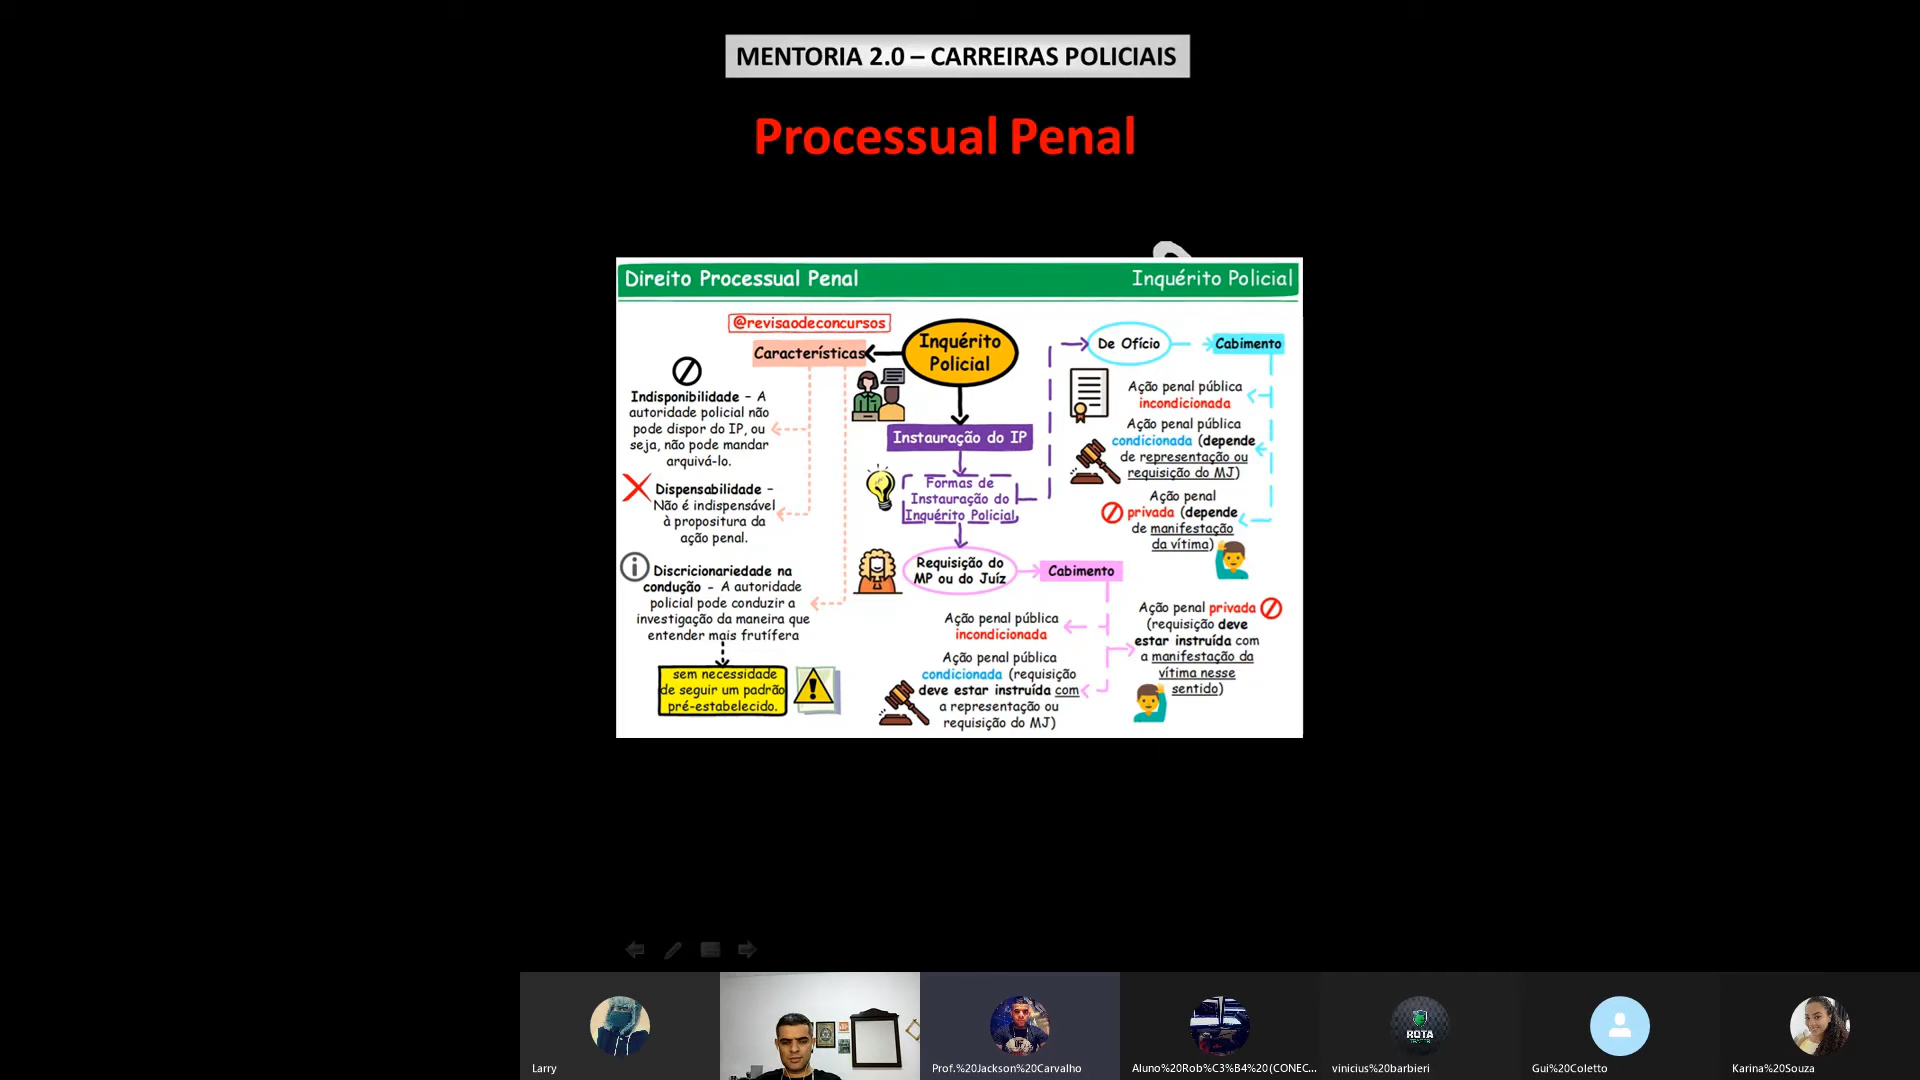 MENTORIA 2.0 – CARREIRAS POLICIAIS
Processual Penal
Direito Processual Penal
Inquérito Policial
@revisaodeconcursos
Características
Inquérito
Policial
Indisponibilidade – A
autoridade policial não
pode dispor do IP, ou
seja, não pode mandar
arquivá-lo.
Dispensabilidade –
Não é indispensável
à propositura da
ação penal.
Discricionariedade na
condução – A autoridade
policial pode conduzir a
investigação da maneira que
entender mais frutífera
sem necessidade
de seguir um padrão
pré-estabelecido.
Instauração do IP
Formas de
Instauração do
Inquérito Policial
De Ofício
Cabimento
Ação penal pública
incondicionada
Ação penal pública
condicionada (depende
de representação ou
requisição do MJ)
Ação penal
privada (depende
de manifestação
da vítima)
Requisição do
MP ou do Juíz
Cabimento
Ação penal pública
incondicionada
Ação penal pública
condicionada (requisição
deve estar instruída com
a representação ou
requisição do MJ)
Ação penal privada
(requisição deve
estar instruída com
a manifestação da
vítima nesse
sentido)
Larry
Prof.%20Jackson%20Carvalho
Aluno%20Rob%C3%B4%20(CONEC...
ROTA
vinicius%20barbieri
Gui%20Coletto
Karina%20Souza